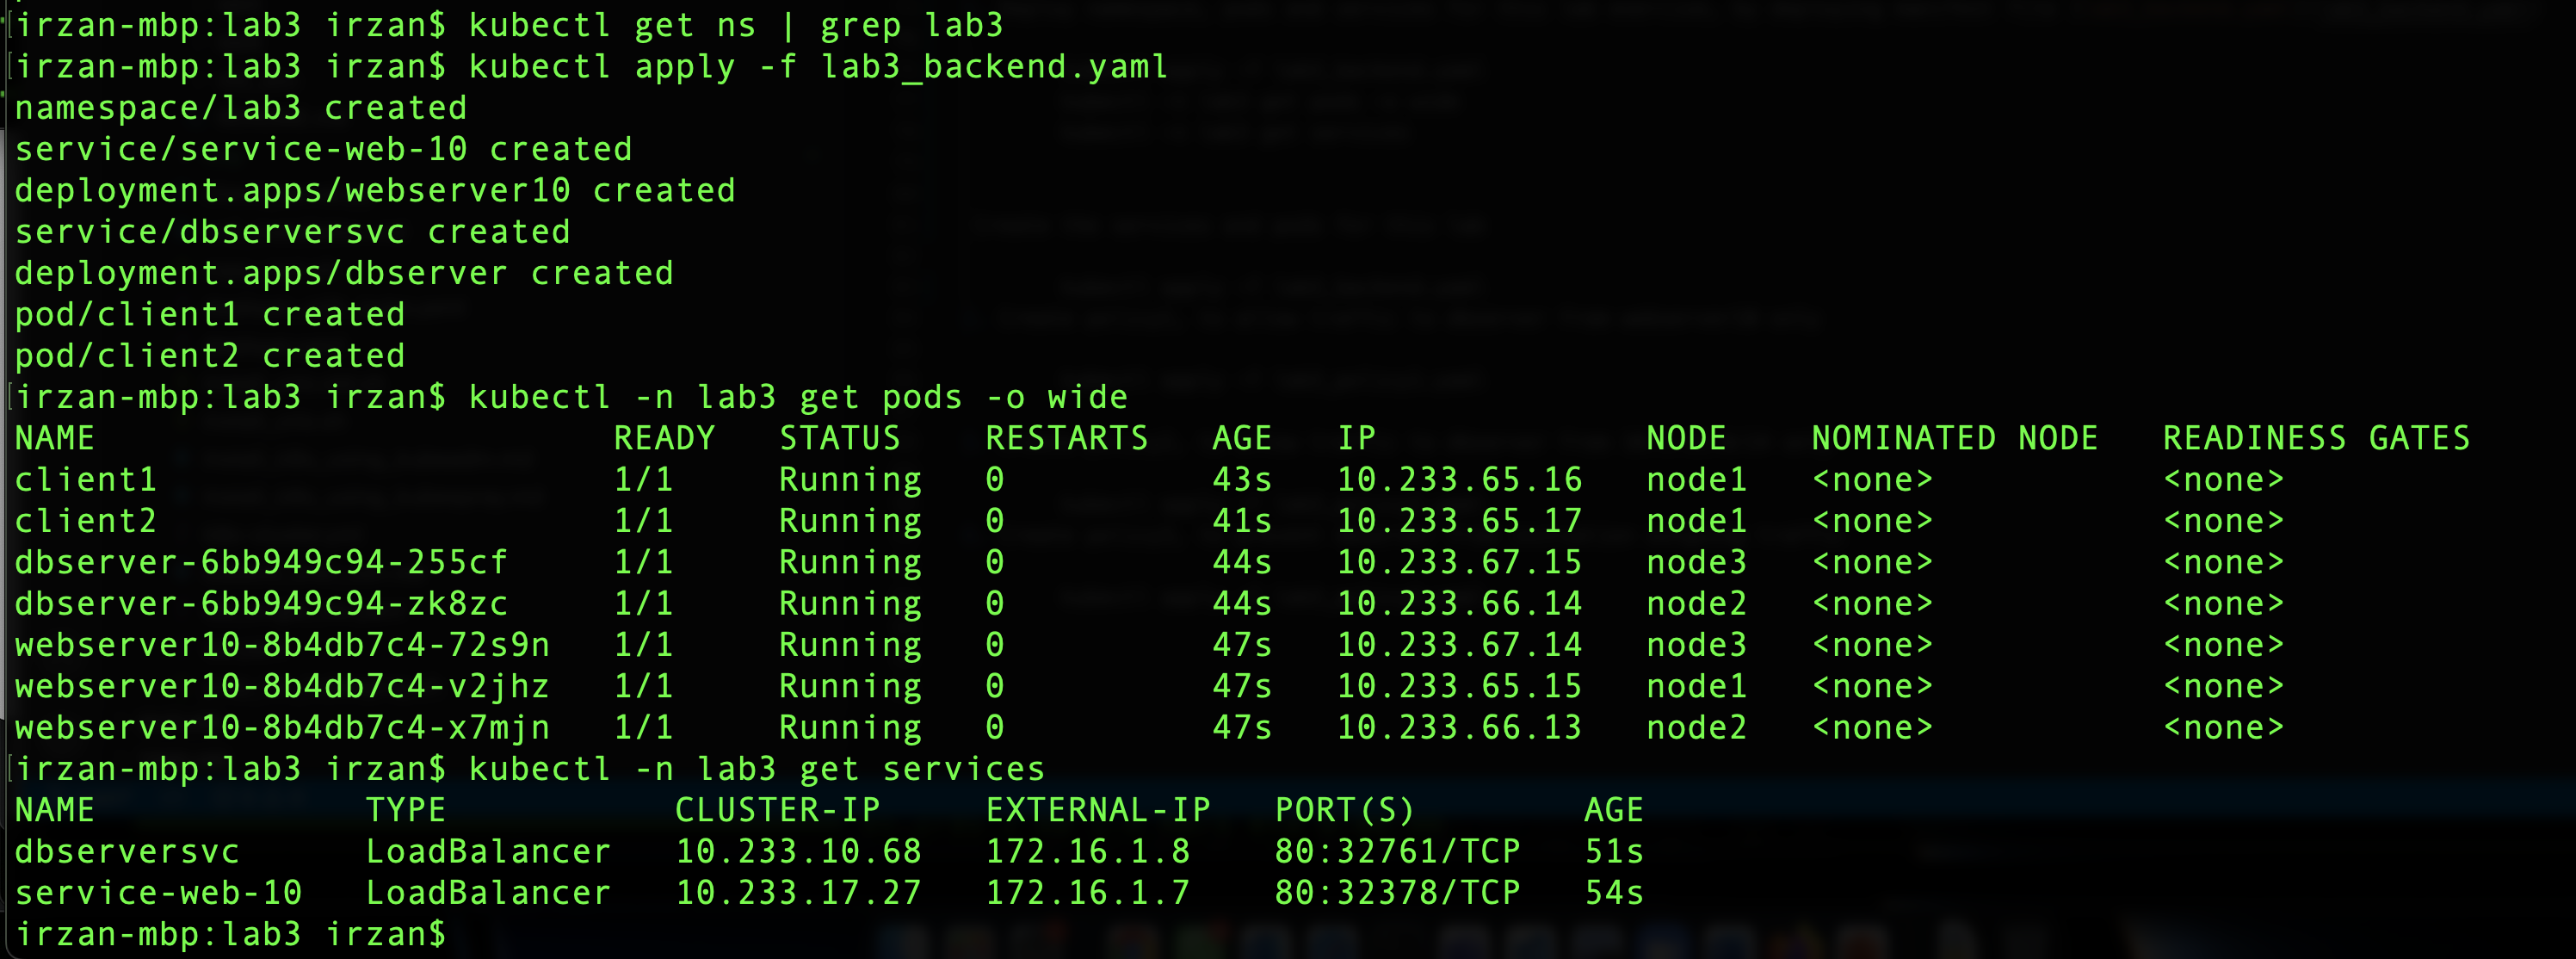 irzan-mbp:lab3 irzan$ kubectl get ns | grep lab3
irzan-mbp:lab3 irzan$ kubectl apply -f lab3_backend.yaml
namespace/lab3 created
service/service-web-10 created
deployment.apps/webserver10 created
service/dbserversvc created
deployment.apps/dbserver created
pod/client1 created
pod/client2 created
irzan-mbp:lab3 irzan$ kubectl -n lab3 get pods -o wide
NAME                         READY   STATUS    RESTARTS   AGE   IP             NODE    NOMINATED NODE   READINESS GATES
client1                      1/1     Running   0          43s   10.233.65.16   node1   <none>           <none>
client2                      1/1     Running   0          41s   10.233.65.17   node1   <none>           <none>
dbserver-6bb949c94-255cf     1/1     Running   0          44s   10.233.67.15   node3   <none>           <none>
dbserver-6bb949c94-zk8zc     1/1     Running   0          44s   10.233.66.14   node2   <none>           <none>
webserver10-8b4db7c4-72s9n   1/1     Running   0          47s   10.233.67.14   node3   <none>           <none>
webserver10-8b4db7c4-v2jhz   1/1     Running   0          47s   10.233.65.15   node1   <none>           <none>
webserver10-8b4db7c4-x7mjn   1/1     Running   0          47s   10.233.66.13   node2   <none>           <none>
irzan-mbp:lab3 irzan$ kubectl -n lab3 get services
NAME             TYPE           CLUSTER-IP     EXTERNAL-IP   PORT(S)        AGE
dbserversvc      LoadBalancer   10.233.10.68   172.16.1.8    80:32761/TCP   51s
service-web-10   LoadBalancer   10.233.17.27   172.16.1.7    80:32378/TCP   54s
irzan-mbp:lab3 irzan$